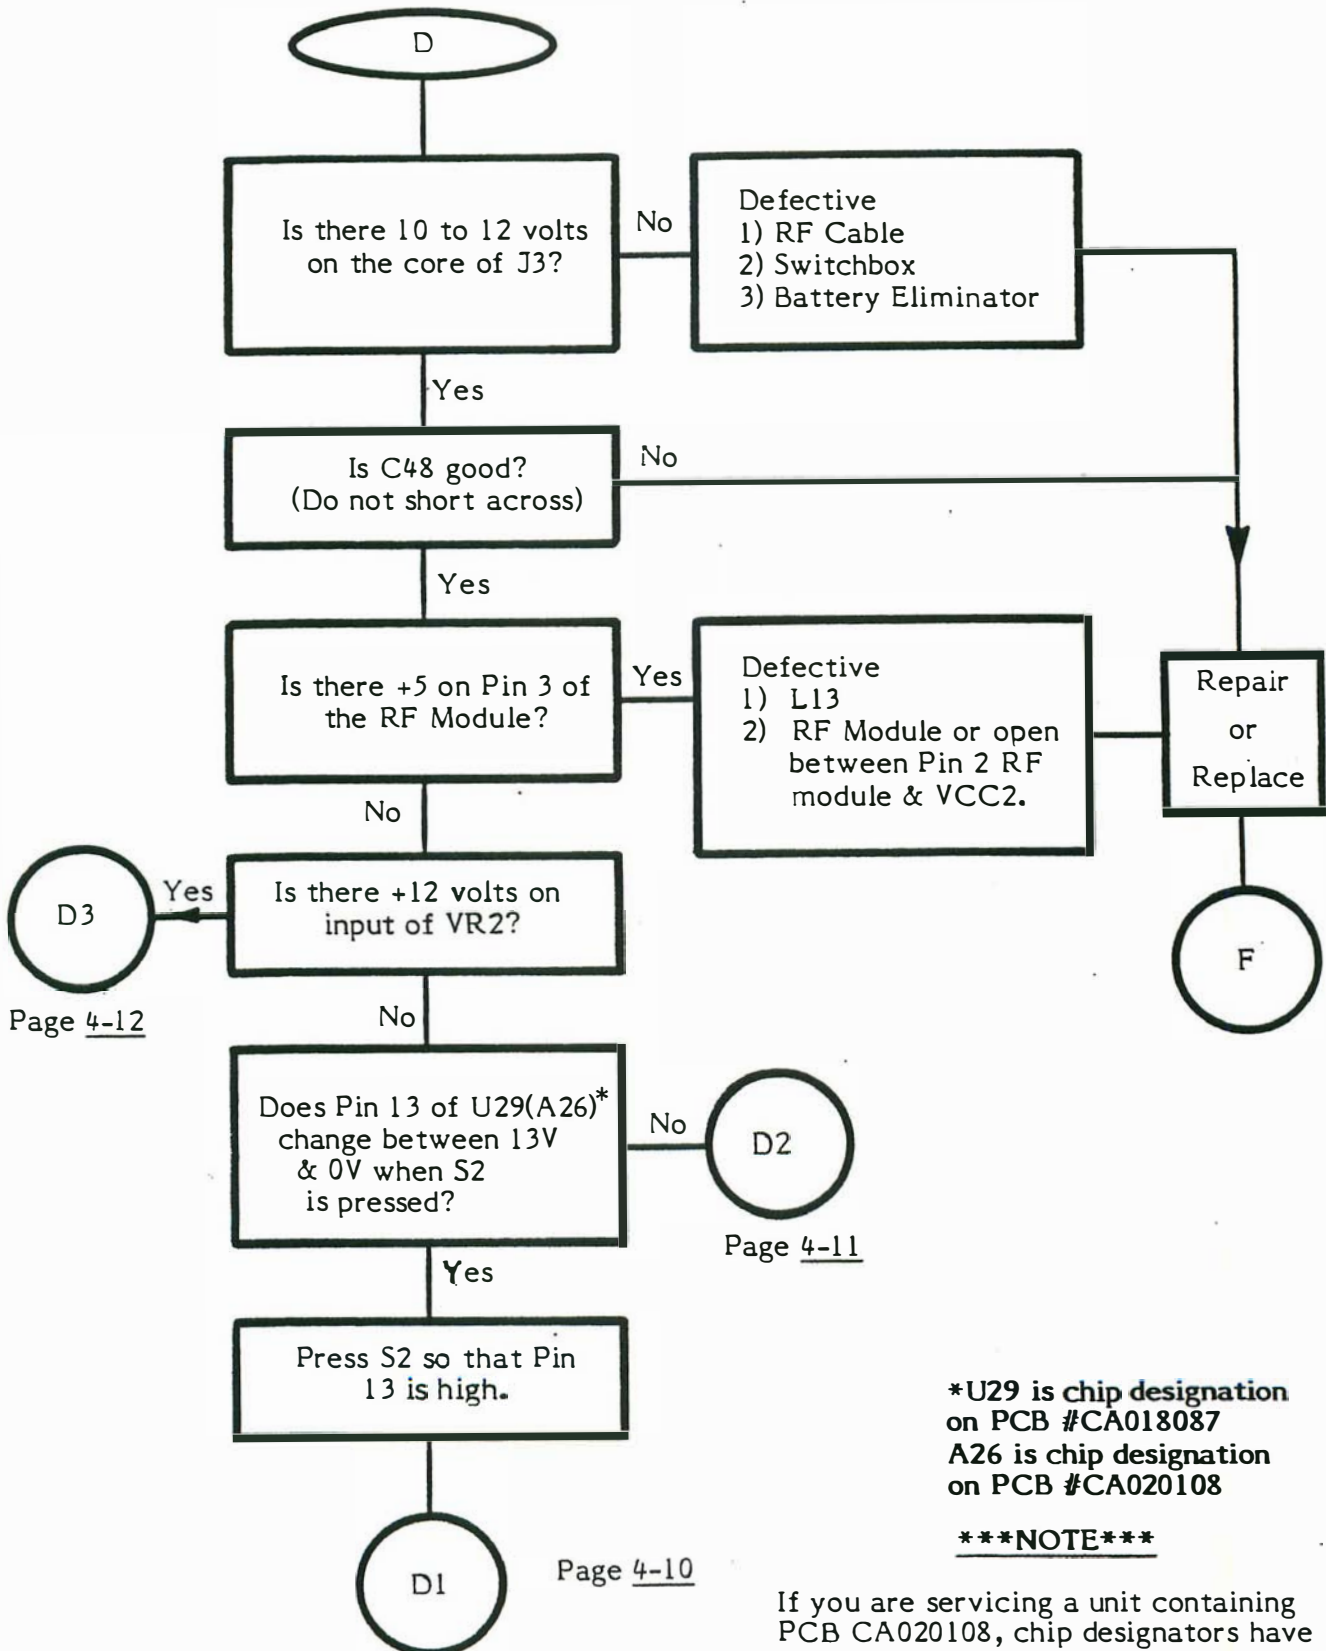 D
Is there 10 to 12 volts
on the core of J3?
No
Defective
1) RF Cable
2) Switchbox
3) Battery Eliminator
Yes
Is C48 good?
(Do not short across)
No
Yes
Is there +5 on Pin 3 of
the RF Module?
Yes
Defective
1) L13
2) RF Module or open
between Pin 2 RF
module & VCC2.
Repair
or
Replace
No
D3
Yes
Is there +12 volts on
input of VR2?
F
Page 4-12
No
Does Pin 13 of U29(A26)*
change between 13V
& 0V when S2
is pressed?
No
D2
Page 4-11
Yes
Press S2 so that Pin
13 is high.
D1
Page 4-10
*U29 is chip designation
on PCB #CA018087
A26 is chip designation
on PCB #CA020108
***NOTE***
If you are servicing a unit containing
PCB CA020108, chip designators have